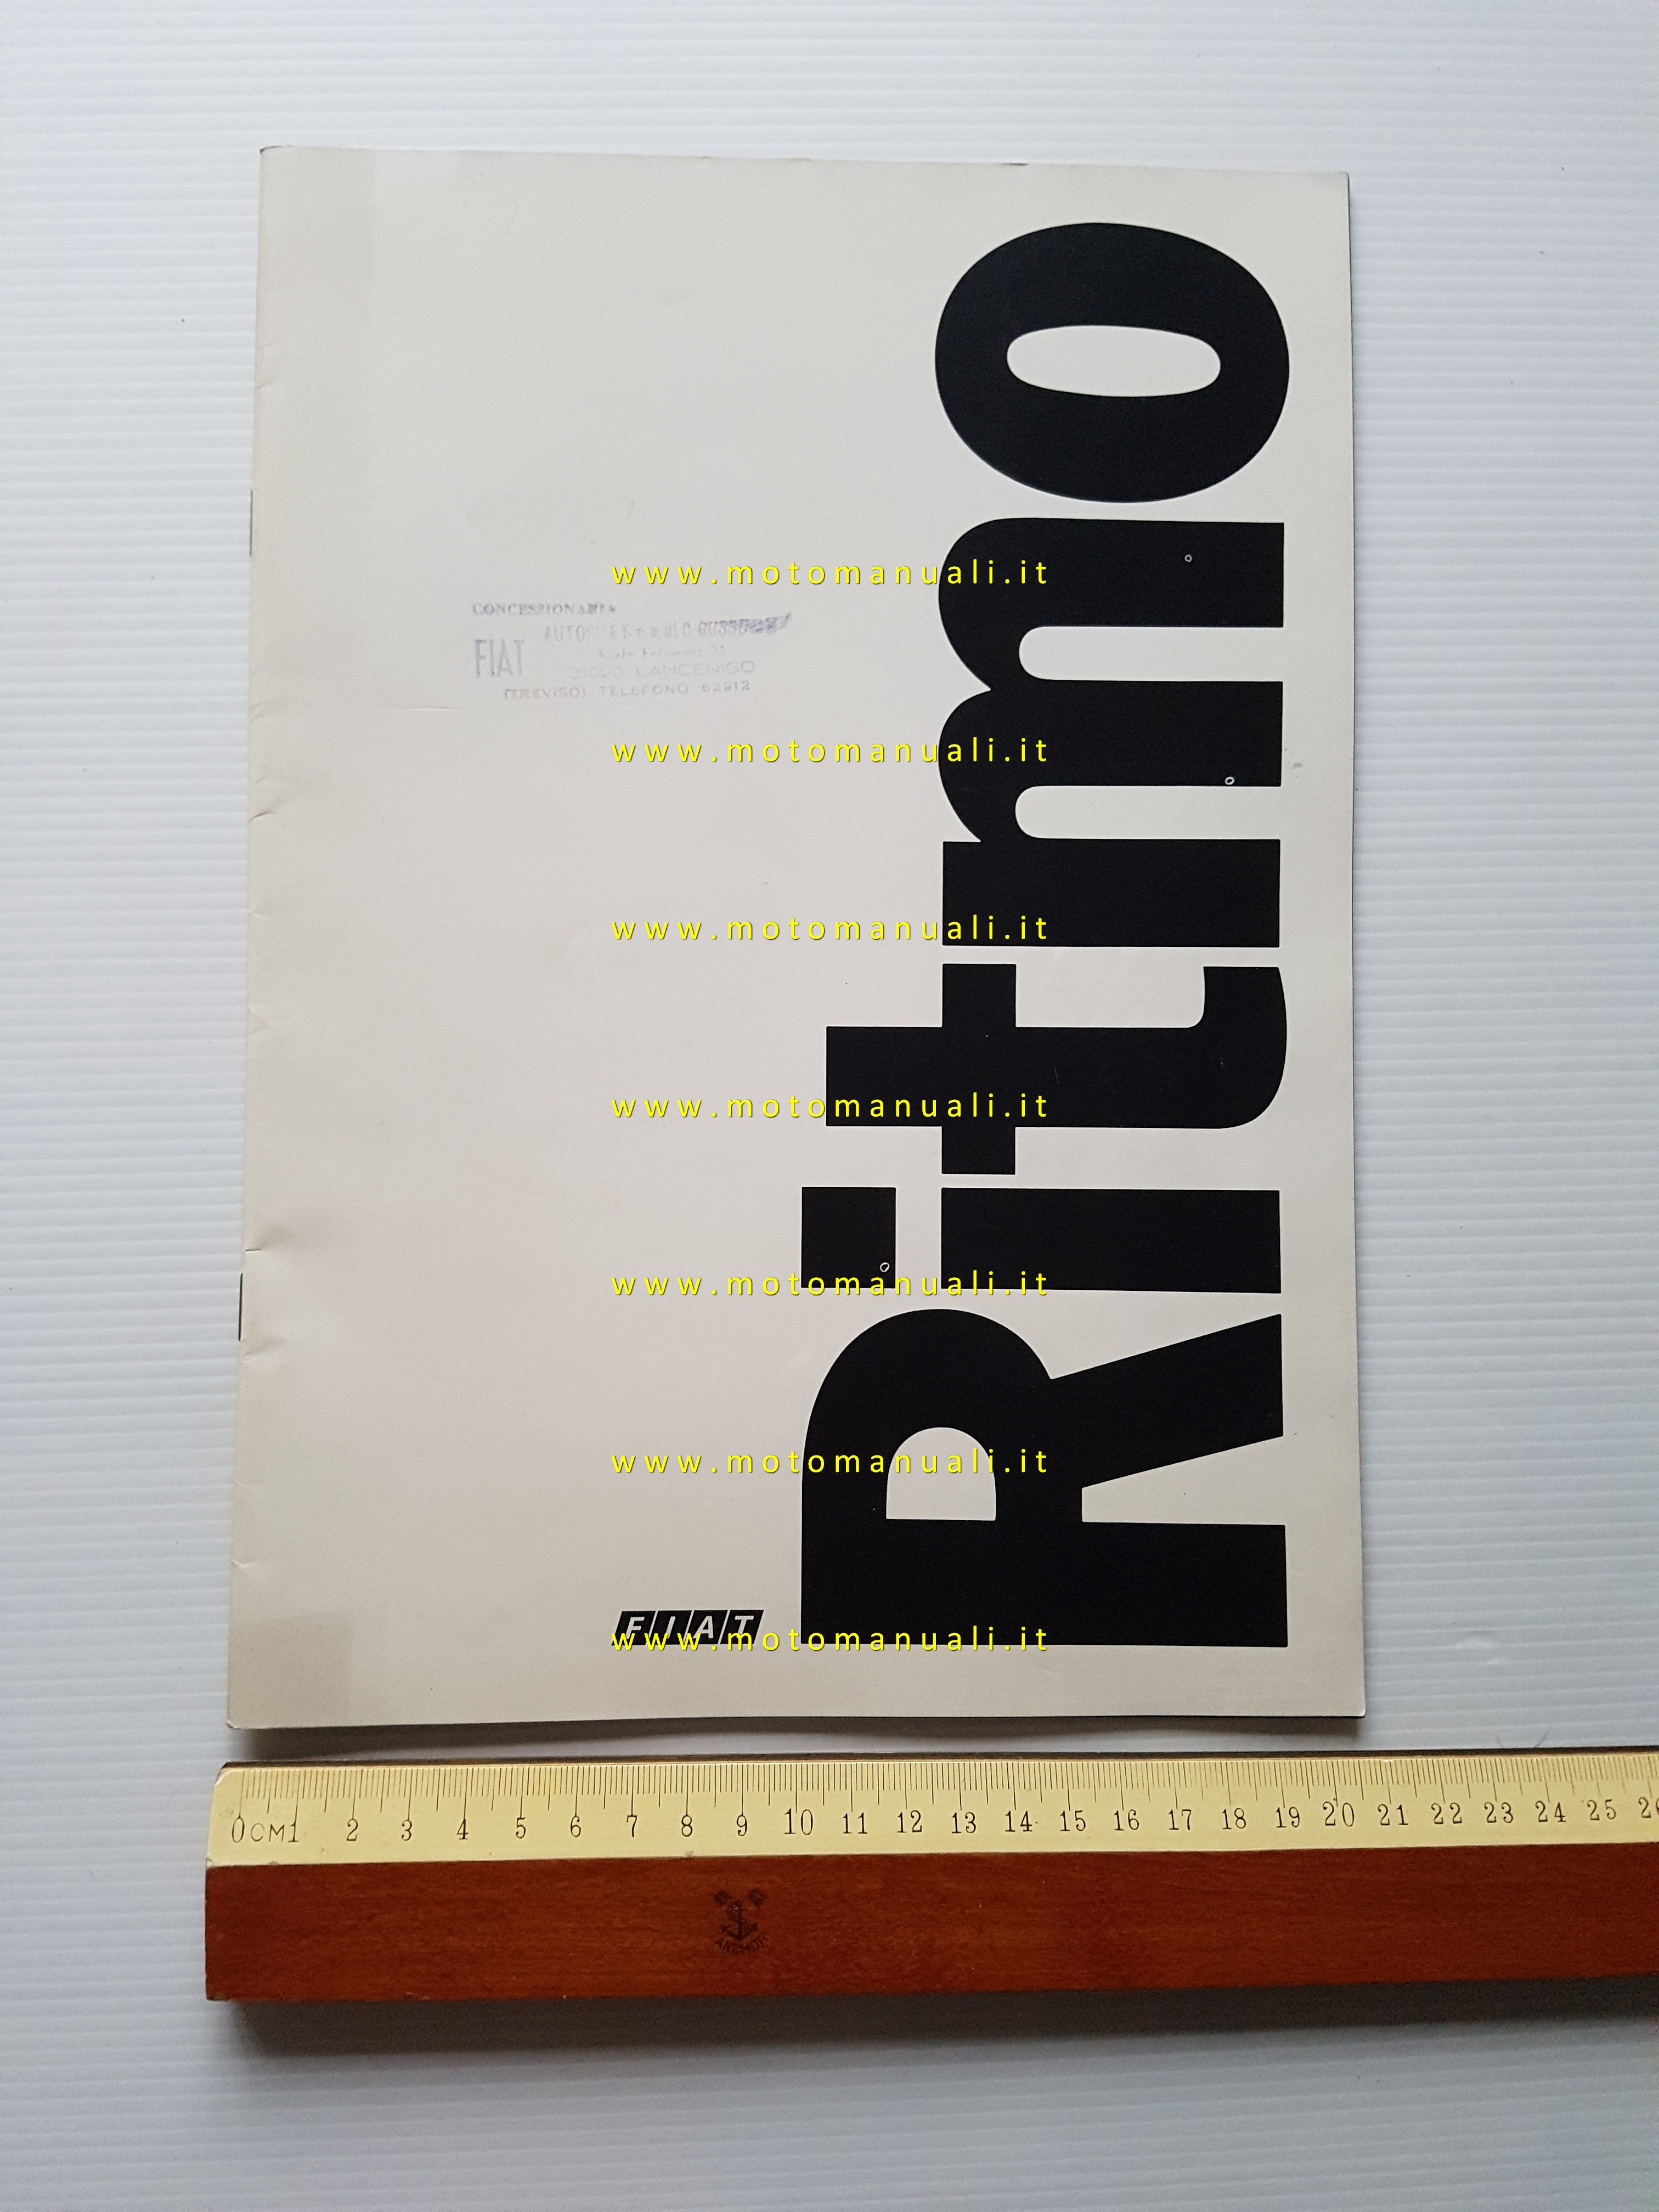 www.motomanuali.it
CONCESSIONARIA
FIAT
31020 LANCENIGO
(TREVISO) TELEFONO 62912
www.motomanuali.it
www.motomanuali.it
www.motomanuali.it
www.motomanuali.it
www.motomanuali.it
FIAT
Ritmo
www.motomanuali.it
0CM1 2 3 4 5 6 7 8 9 10 11 12 13 14 15 16 17 18 19 20 21 22 23 24 25
ANCHOR